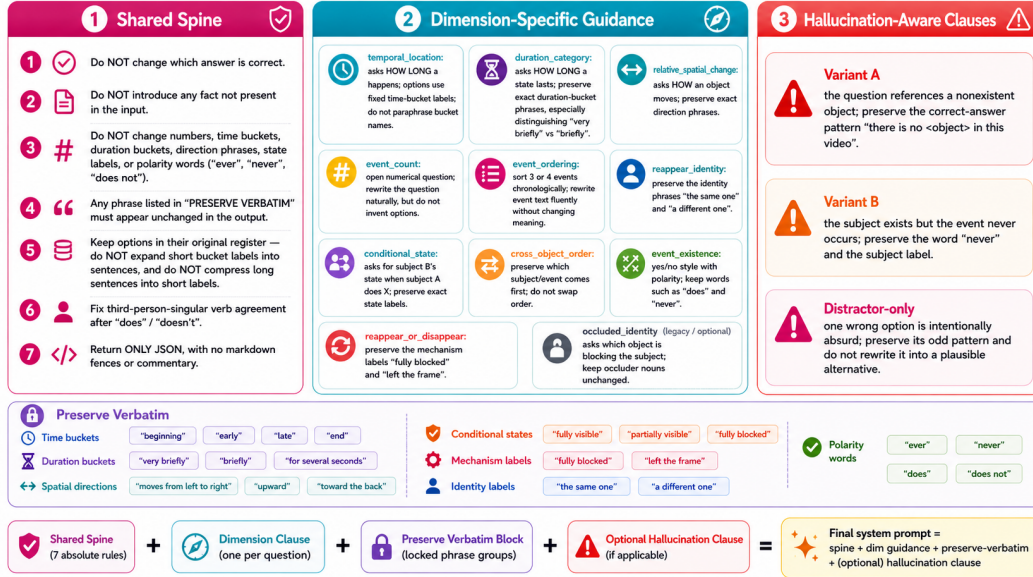 1 Shared Spine
1 Do NOT change which answer is correct.
2 Do NOT introduce any fact not present
in the input.
3 # Do NOT change numbers, time buckets,
duration buckets, direction phrases, state
labels, or polarity words (“ever”, “never”,
“does not”).
4 Any phrase listed in “PRESERVE VERBATIM”
must appear unchanged in the output.
5 Keep options in their original register —
do NOT expand short bucket labels into
sentences, and do NOT compress long
sentences into short labels.
6 Fix third-person-singular verb agreement
after “does” / “doesn’t”.
7 </> Return ONLY JSON, with no markdown
fences or commentary.
2 Dimension-Specific Guidance
temporal_location:
asks HOW LONG a
happens; options use
fixed time-bucket labels;
do not paraphrase bucket
names.
duration_category:
asks HOW LONG a
state lasts; preserve
exact duration-bucket
phrases, especially
distinguishing “very
briefly” vs “briefly”.
relative_spatial_change:
asks HOW an object
moves; preserve exact
direction phrases.
# event_count:
open numerical question;
rewrite the question
naturally, but do not
invent options.
event_ordering:
sort 3 or 4 events
chronologically; rewrite
event text fluently
without changing
meaning.
reappear_identity:
preserve the identity
phrases “the same one”
and “a different one”.
conditional_state:
asks for subject B’s
state when subject A
does X; preserve exact
state labels.
cross_object_order:
preserve which
subject/event comes
first; do not swap
order.
event_existence:
yes/no style with
polarity; keep words
such as “does” and
“never”.
reappear_or_disappear:
preserve the mechanism
labels “fully blocked”
and “left the frame”.
occluded_identity (legacy / optional)
asks which object is
blocking the subject;
keep occluder nouns
unchanged.
3 Hallucination-Aware Clauses
Variant A
the question references a nonexistent
object; preserve the correct-answer
pattern “there is no <object> in this
video”.
Variant B
the subject exists but the event never
occurs; preserve the word “never”
and the subject label.
Distractor-only
one wrong option is intentionally
absurd; preserve its odd pattern and
do not rewrite it into a plausible
alternative.
Preserve Verbatim
Time buckets “beginning” “early” “late” “end”
Duration buckets “very briefly” “briefly” “for several seconds”
Spatial directions “moves from left to right” “upward” “toward the back”
Conditional states “fully visible” “partially visible” “fully blocked”
Mechanism labels “fully blocked” “left the frame”
Identity labels “the same one” “a different one”
Polarity
words
“ever” “never”
“does” “does not”
Shared Spine
(7 absolute rules)
+
Dimension Clause
(one per question)
+
Preserve Verbatim Block
(locked phrase groups)
+
Optional Hallucination Clause
(if applicable)
=
Final system prompt =
spine + dim guidance + preserve-verbatim
+ (optional) hallucination clause